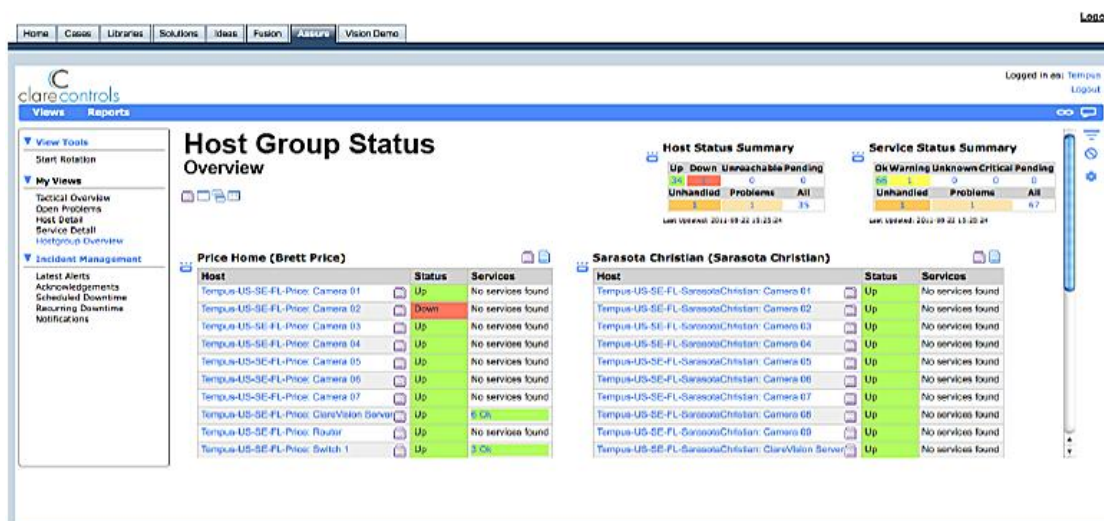 Logo
Home Cases Libraries Solutions Ideas Fusion Assure Vision Demo
Logged in as: Tempus
Logout
clarecontrols
Views Reports
View Tools
Start Rotation
My Views
Tactical Overview
Open Problems
Host Detail
Service Detail
Hostgroup Overview
Incident Management
Latest Alerts
Acknowledgements
Scheduled Downtime
Recurring Downtime
Notifications
Host Group Status
Overview
Host Status Summary
Up Down Unreachable Pending
34 1 0 0
Unhandled Problems All
1 1 35
Last Updated: 2011-09-22 15:25:24
Service Status Summary
Ok Warning Unknown Critical Pending
66 1 0 0 0
Unhandled Problems All
1 1 67
Last Updated: 2011-09-22 15:25:24
Price Home (Brett Price)
Host Status Services
Tempus-US-SE-FL-Price: Camera 01 Up No services found
Tempus-US-SE-FL-Price: Camera 02 Down No services found
Tempus-US-SE-FL-Price: Camera 03 Up No services found
Tempus-US-SE-FL-Price: Camera 04 Up No services found
Tempus-US-SE-FL-Price: Camera 05 Up No services found
Tempus-US-SE-FL-Price: Camera 06 Up No services found
Tempus-US-SE-FL-Price: Camera 07 Up No services found
Tempus-US-SE-FL-Price: ClareVision Server Up 6 Ok
Tempus-US-SE-FL-Price: Router Up No services found
Tempus-US-SE-FL-Price: Switch 1 Up 3 Ok
Sarasota Christian (Sarasota Christian)
Host Status Services
Tempus-US-SE-FL-SarasotaChristian: Camera 01 Up No services found
Tempus-US-SE-FL-SarasotaChristian: Camera 02 Up No services found
Tempus-US-SE-FL-SarasotaChristian: Camera 03 Up No services found
Tempus-US-SE-FL-SarasotaChristian: Camera 04 Up No services found
Tempus-US-SE-FL-SarasotaChristian: Camera 05 Up No services found
Tempus-US-SE-FL-SarasotaChristian: Camera 06 Up No services found
Tempus-US-SE-FL-SarasotaChristian: Camera 07 Up No services found
Tempus-US-SE-FL-SarasotaChristian: Camera 08 Up No services found
Tempus-US-SE-FL-SarasotaChristian: Camera 09 Up No services found
Tempus-US-SE-FL-SarasotaChristian: ClareVision Server Up No services found